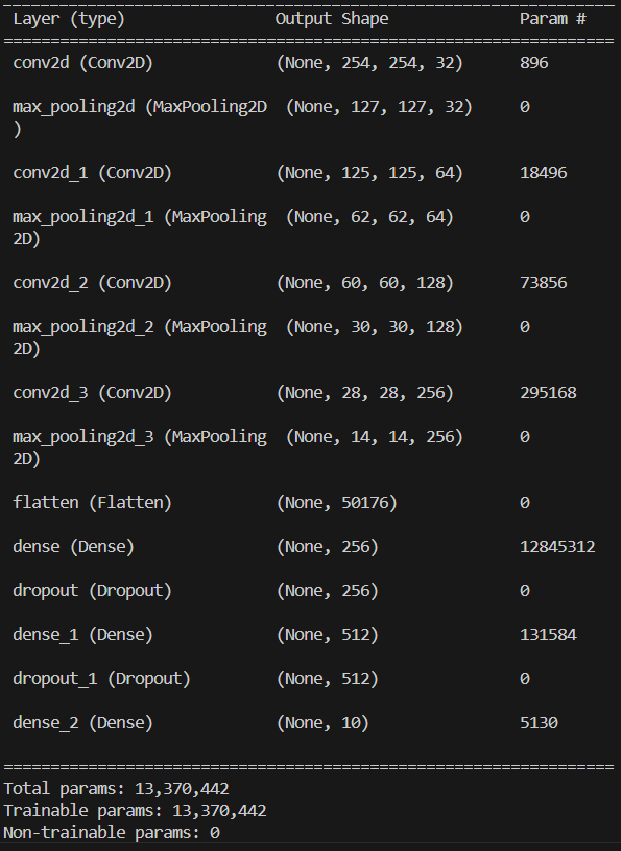 Layer (type) Output Shape Param #
=================================================================
conv2d (Conv2D) (None, 254, 254, 32) 896
max_pooling2d (MaxPooling2D (None, 127, 127, 32) 0
)
conv2d_1 (Conv2D) (None, 125, 125, 64) 18496
max_pooling2d_1 (MaxPooling (None, 62, 62, 64) 0
2D)
conv2d_2 (Conv2D) (None, 60, 60, 128) 73856
max_pooling2d_2 (MaxPooling (None, 30, 30, 128) 0
2D)
conv2d_3 (Conv2D) (None, 28, 28, 256) 295168
max_pooling2d_3 (MaxPooling (None, 14, 14, 256) 0
2D)
flatten (Flatten) (None, 50176) 0
dense (Dense) (None, 256) 12845312
dropout (Dropout) (None, 256) 0
dense_1 (Dense) (None, 512) 131584
dropout_1 (Dropout) (None, 512) 0
dense_2 (Dense) (None, 10) 5130
=================================================================
Total params: 13,370,442
Trainable params: 13,370,442
Non-trainable params: 0